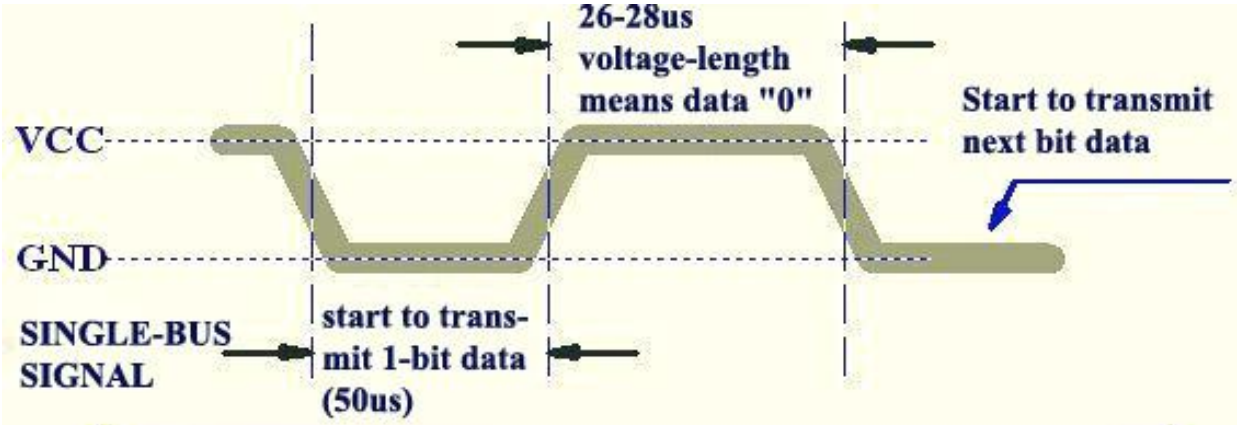 26-28us
voltage-length
means data "0"
Start to transmit
next bit data
VCC
GND
SINGLE-BUS
SIGNAL
start to trans-
mit 1-bit data
(50us)